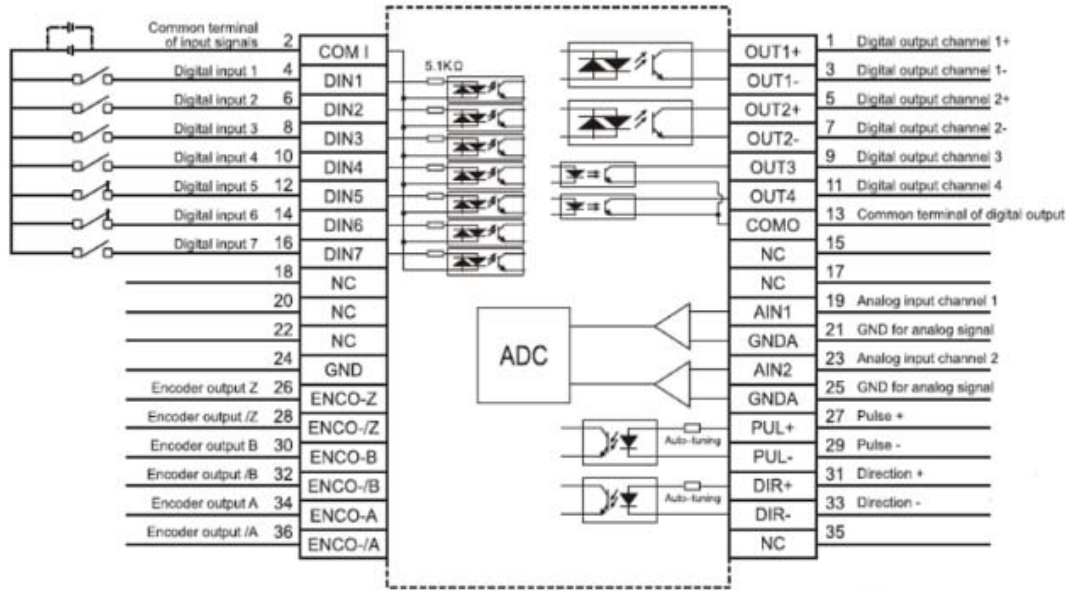 Common terminal
of input signals 2 COM I
Digital input 1 4 DIN1
Digital input 2 6 DIN2
Digital input 3 8 DIN3
Digital input 4 10 DIN4
Digital input 5 12 DIN5
Digital input 6 14 DIN6
Digital input 7 16 DIN7
18 NC
20 NC
22 NC
24 GND
Encoder output Z 26 ENCO-Z
Encoder output /Z 28 ENCO-/Z
Encoder output B 30 ENCO-B
Encoder output /B 32 ENCO-/B
Encoder output A 34 ENCO-A
Encoder output /A 36 ENCO-/A
5.1KΩ
ADC
Auto-tuning
Auto-tuning
OUT1+ 1 Digital output channel 1+
OUT1- 3 Digital output channel 1-
OUT2+ 5 Digital output channel 2+
OUT2- 7 Digital output channel 2-
OUT3 9 Digital output channel 3
OUT4 11 Digital output channel 4
COMO 13 Common terminal of digital output
NC 15
NC 17
AIN1 19 Analog input channel 1
GNDA 21 GND for analog signal
AIN2 23 Analog input channel 2
GNDA 25 GND for analog signal
PUL+ 27 Pulse +
PUL- 29 Pulse -
DIR+ 31 Direction +
DIR- 33 Direction -
NC 35